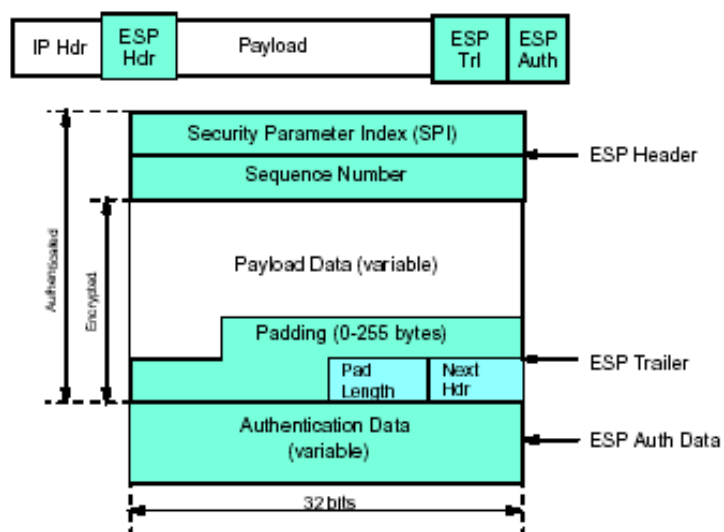 IP Hdr
ESP
Hdr
Payload
ESP
Trl
ESP
Auth
Security Parameter Index (SPI)
ESP Header
Sequence Number
Authenticated
Encrypted
Payload Data (variable)
Padding (0-255 bytes)
Pad
Length
Next
Hdr
ESP Trailer
Authentication Data
(variable)
ESP Auth Data
32 bits